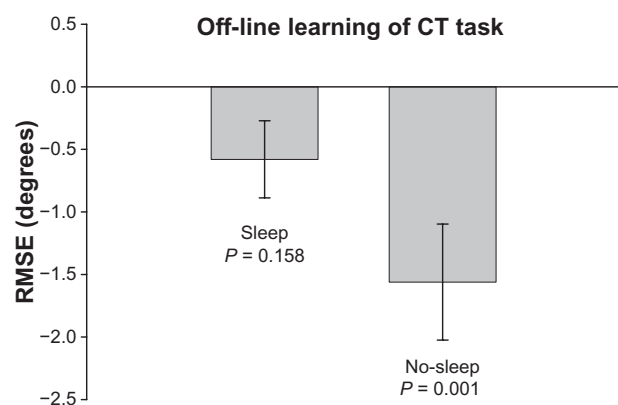 Off-line learning of CT task
RMSE (degrees)
0.5
0.0
−0.5
−1.0
−1.5
−2.0
−2.5
Sleep
P = 0.158
No-sleep
P = 0.001